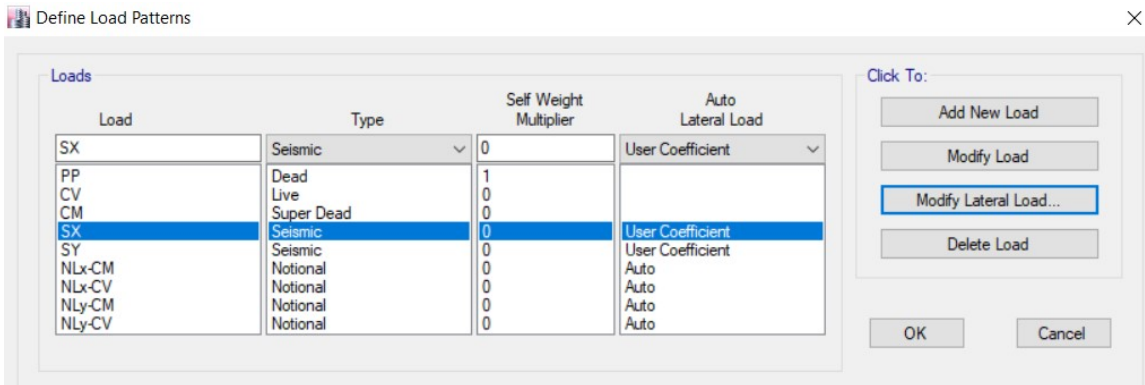 Define Load Patterns
Loads
Click To:
Load Type Self Weight Multiplier Auto Lateral Load
SX Seismic 0 User Coefficient
PP Dead 1
CV Live 0
CM Super Dead 0
SX Seismic 0 User Coefficient
SY Seismic 0 User Coefficient
NLx-CM Notional 0 Auto
NLx-CV Notional 0 Auto
NLy-CM Notional 0 Auto
NLy-CV Notional 0 Auto
Add New Load
Modify Load
Modify Lateral Load...
Delete Load
OK Cancel